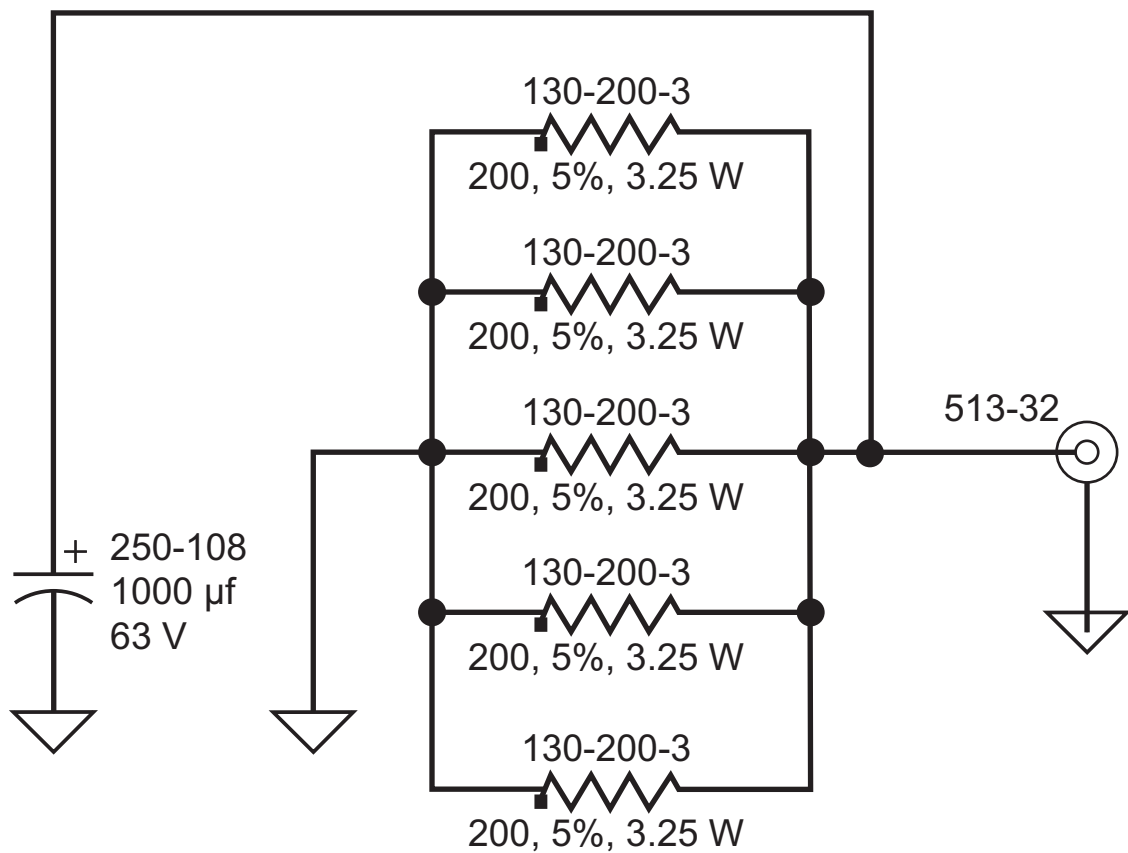 130-200-3
200, 5%, 3.25 W
130-200-3
200, 5%, 3.25 W
130-200-3
200, 5%, 3.25 W
513-32
+ 250-108
1000 µf
63 V
130-200-3
200, 5%, 3.25 W
130-200-3
200, 5%, 3.25 W